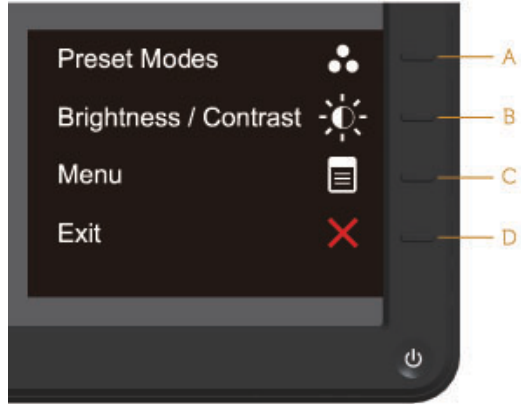 Preset Modes
A
Brightness / Contrast
B
Menu
C
Exit
D